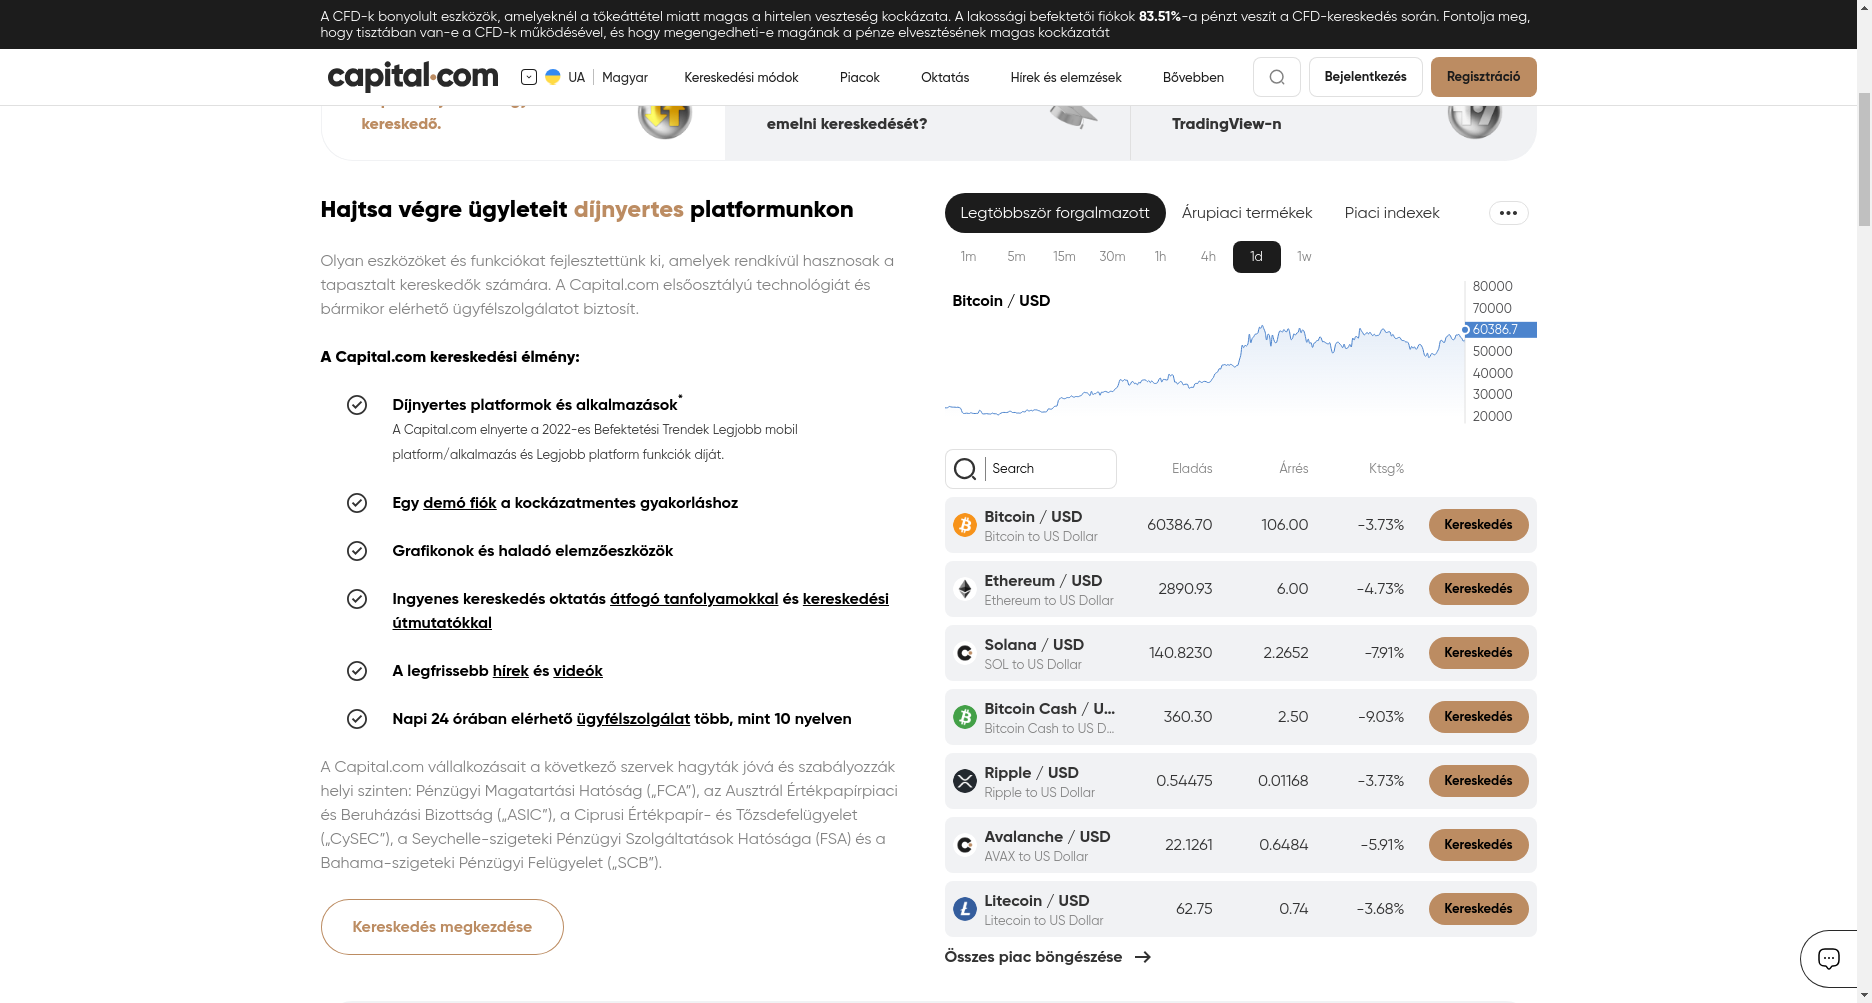 A CFD-k bonyolult eszközök, amelyeknél a tőkeáttétel miatt magas a hirtelen veszteség kockázata. A lakossági befektetői fiókok 83.51%-a pénzt veszít a CFD-kereskedés során. Fontolja meg,
hogy tisztában van-e a CFD-k működésével, és hogy megengedheti-e magának a pénze elvesztésének magas kockázatát
capital.com
UA
Magyar
Kereskedési módok
Piacok
Oktatás
Hírek és elemzések
Bővebben
Bejelentkezés
Regisztráció
kereskedő.
emelni kereskedését?
TradingView-n
Hajtsa végre ügyleteit díjnyertes platformunkon
Olyan eszközöket és funkciókat fejlesztettünk ki, amelyek rendkívül hasznosak a
tapasztalt kereskedők számára. A Capital.com elsőosztályú technológiát és
bármikor elérhető ügyfélszolgálatot biztosít.
A Capital.com kereskedési élmény:
Díjnyertes platformok és alkalmazások*
A Capital.com elnyerte a 2022-es Befektetési Trendek Legjobb mobil
platform/alkalmazás és Legjobb platform funkciók díját.
Egy demó fiók a kockázatmentes gyakorláshoz
Grafikonok és haladó elemzőeszközök
Ingyenes kereskedés oktatás átfogó tanfolyamokkal és kereskedési
útmutatókkal
A legfrissebb hírek és videók
Napi 24 órában elérhető ügyfélszolgálat több, mint 10 nyelven
A Capital.com vállalkozásait a következő szervek hagyták jóvá és szabályozzák
helyi szinten: Pénzügyi Magatartási Hatóság („FCA”), az Ausztrál Értékpapírpiaci
és Beruházási Bizottság („ASIC”), a Ciprusi Értékpapír- és Tőzsdefelügyelet
(„CySEC”), a Seychelle-szigeteki Pénzügyi Szolgáltatások Hatósága (FSA) és a
Bahama-szigeteki Pénzügyi Felügyelet („SCB”).
Kereskedés megkezdése
Legtöbbször forgalmazott
Árupiaci termékek
Piaci indexek
1m
5m
15m
30m
1h
4h
1d
1w
Bitcoin / USD
80000
70000
60386.7
50000
40000
30000
20000
Search
Eladás
Árrés
Ktsg%
Bitcoin / USD
Bitcoin to US Dollar
60386.70
106.00
-3.73%
Kereskedés
Ethereum / USD
Ethereum to US Dollar
2890.93
6.00
-4.73%
Kereskedés
Solana / USD
SOL to US Dollar
140.8230
2.2652
-7.91%
Kereskedés
Bitcoin Cash / U...
Bitcoin Cash to US D...
360.30
2.50
-9.03%
Kereskedés
Ripple / USD
Ripple to US Dollar
0.54475
0.01168
-3.73%
Kereskedés
Avalanche / USD
AVAX to US Dollar
22.1261
0.6484
-5.91%
Kereskedés
Litecoin / USD
Litecoin to US Dollar
62.75
0.74
-3.68%
Kereskedés
Összes piac böngészése